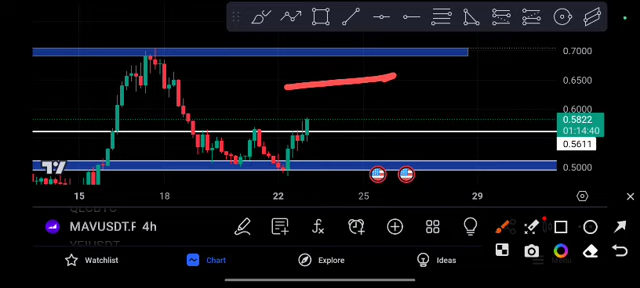 0.7000
0.6500
0.6000
0.5822
01:14:40
0.5611
0.5000
15 18 22 25 29
MAVUSDT.P 4h
Watchlist Chart Explore Ideas